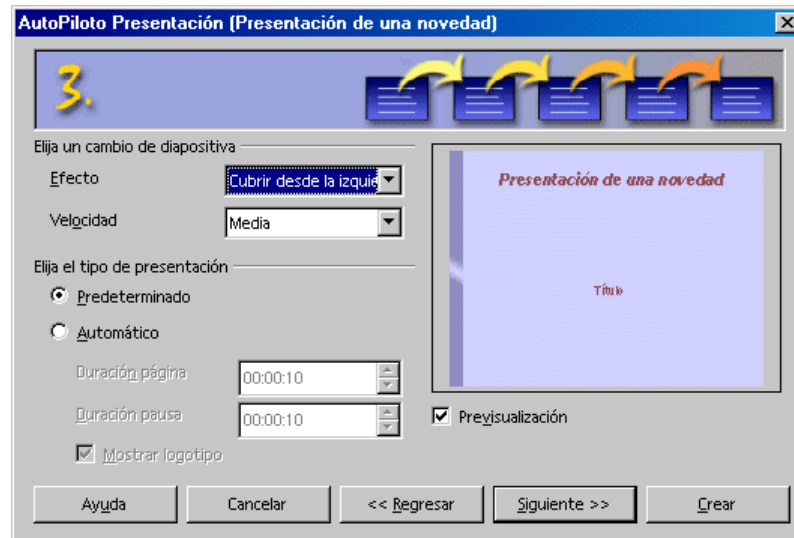 AutoPiloto Presentación (Presentación de una novedad)
3.
Elija un cambio de diapositiva
Efecto
Cubrir desde la izquie
Velocidad
Media
Elija el tipo de presentación
Predeterminado
Automático
Duración página
00:00:10
Duración pausa
00:00:10
Mostrar logotipo
Presentación de una novedad
Título
Previsualización
Ayuda
Cancelar
<< Regresar
Siguiente >>
Crear